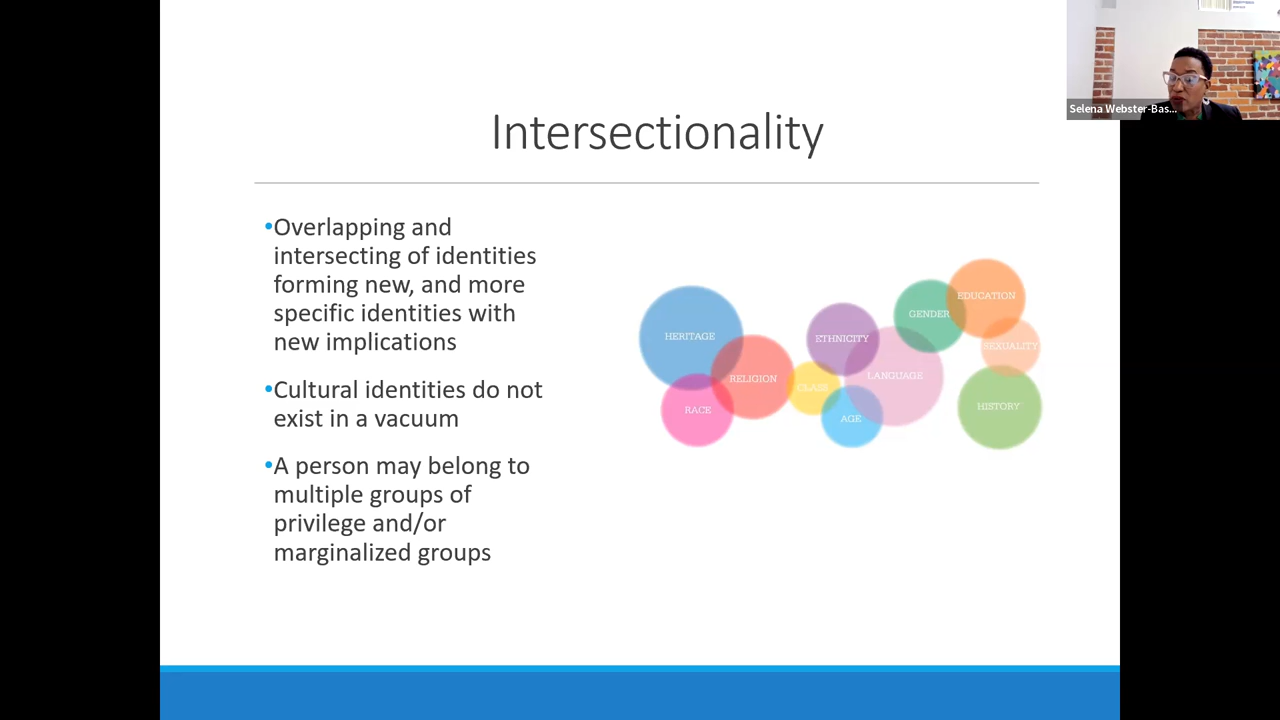 Intersectionality
•Overlapping and
intersecting of identities
forming new, and more
specific identities with
new implications
•Cultural identities do not
exist in a vacuum
•A person may belong to
multiple groups of
privilege and/or
marginalized groups
HERITAGE
RELIGION
RACE
ETHNICITY
CLASS
LANGUAGE
AGE
GENDER
EDUCATION
SEXUALITY
HISTORY
Selena Webster-Bas...